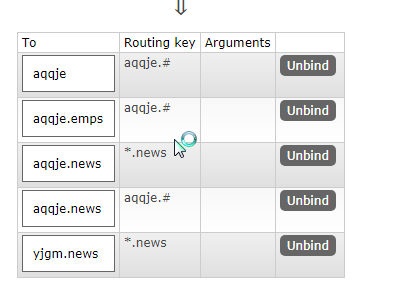 To Routing key Arguments
aqqje aqqje.# Unbind
aqqje.emps aqqje.# Unbind
aqqje.news *.news Unbind
aqqje.news aqqje.# Unbind
yjgm.news *.news Unbind